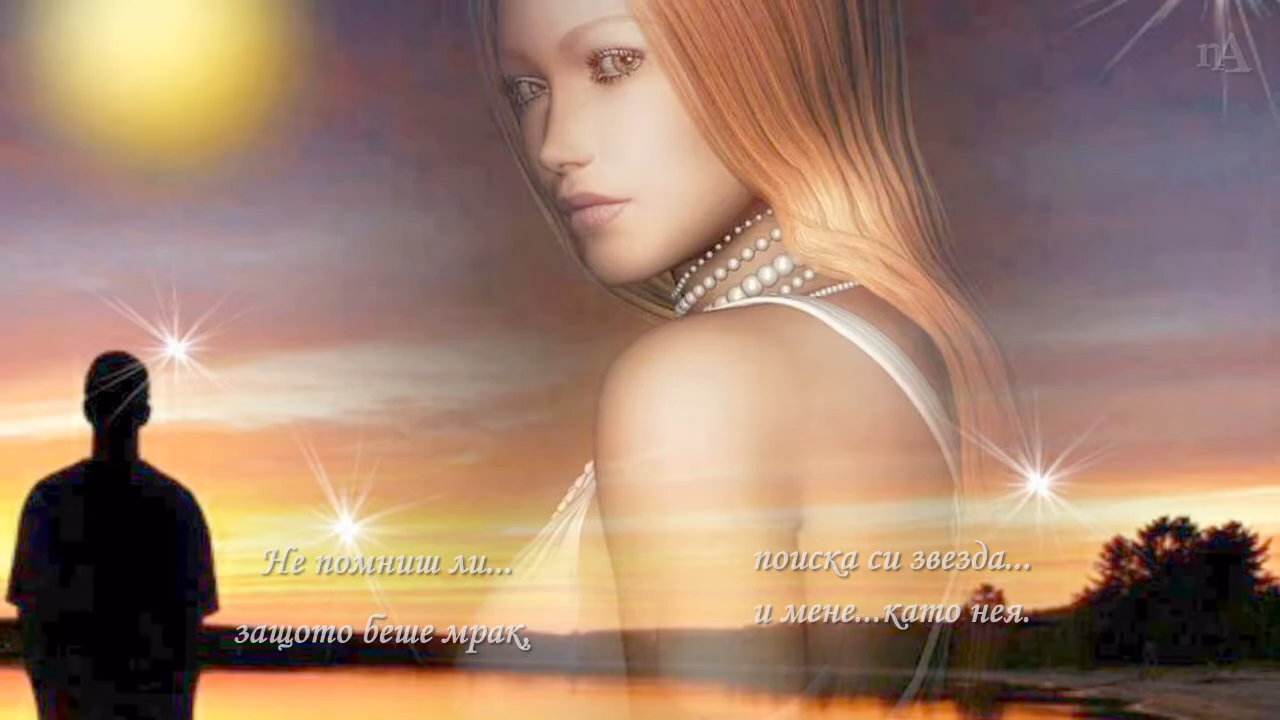 Не помниш ли...
защото беше мрак,
поиска си звезда...
и мене...като нея.
nA